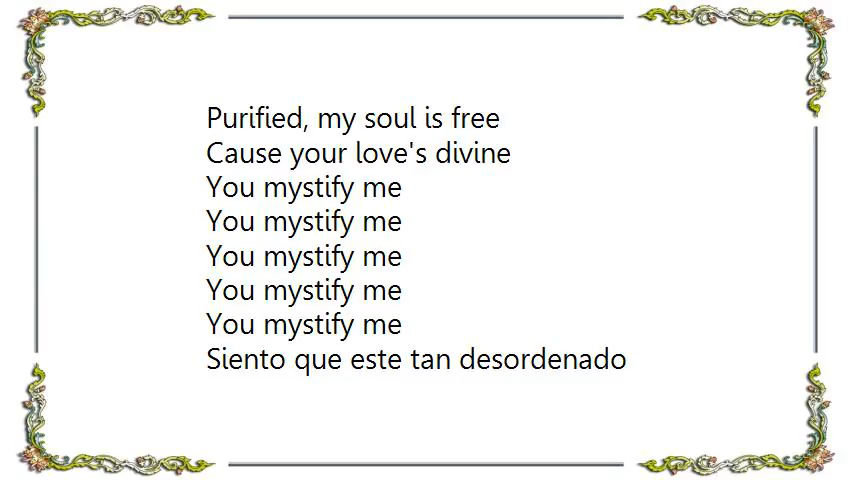 Purified, my soul is free
Cause your love's divine
You mystify me
You mystify me
You mystify me
You mystify me
You mystify me
Siento que este tan desordenado